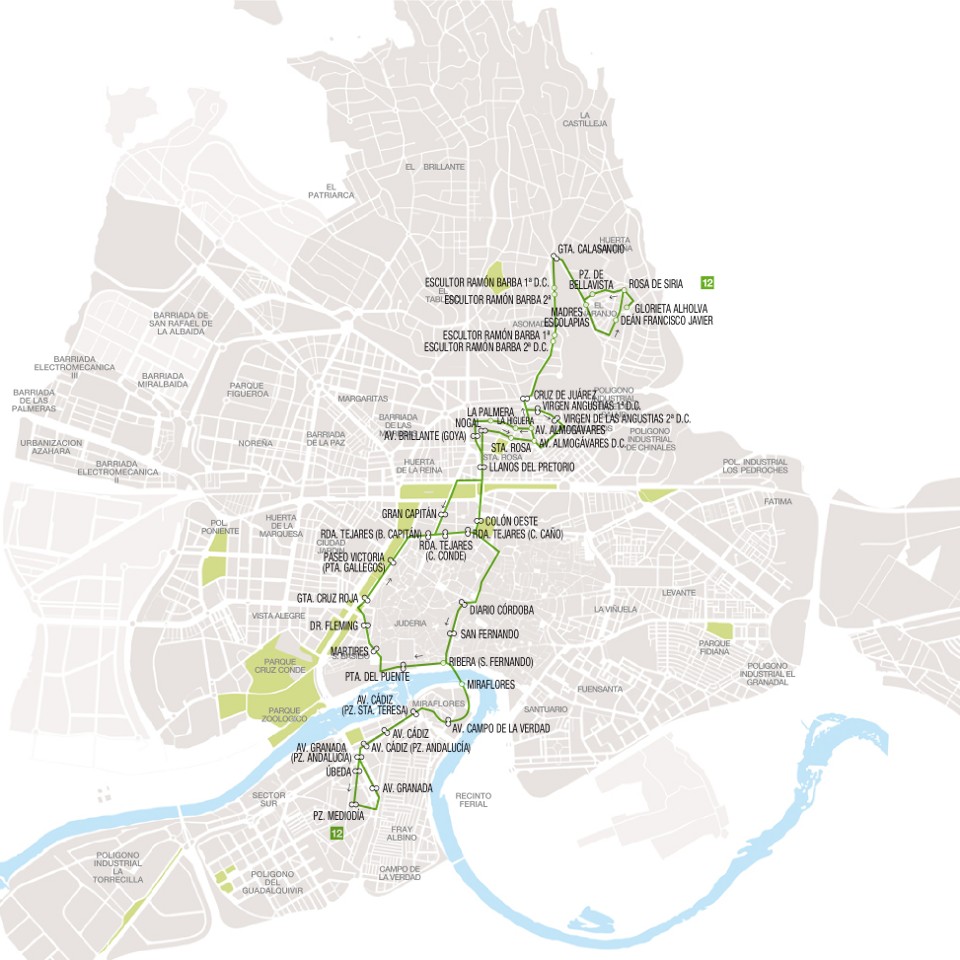 LA
CASTILLEJA
EL BRILLANTE
EL
PATRIARCA
HUERTA
GTA. CALASANCIO
PZ. DE
BELLAVISTA
ROSA DE SIRIA
12
ESCULTOR RAMÓN BARBA 1ª D.C.
ESCULTOR RAMÓN BARBA 2ª
EL
MADRES
ESCOLAPIAS
EL
GLORIETA ALHOLVA
DEÁN FRANCISCO JAVIER
BARRIADA DE
SAN RAFAEL DE
LA ALBAIDA
ESCULTOR RAMÓN BARBA 1ª
ESCULTOR RAMÓN BARBA 2ª D.C.
BARRIADA
ELECTROMECANICA
III
BARRIADA
MIRALBAIDA
PARQUE
FIGUEROA
MARGARITAS
CRUZ DE JUÁREZ
POLIGONO
INDUSTRIAL
VIRGEN ANGUSTIAS 1ª D.C.
VIRGEN DE LAS ANGUSTIAS 2ª D.C.
BARRIADA
DE LAS
PALMERAS
LA PALMERA
LA HIGUERA
NOGAL
BARRIADA
DE LAS
AV. BRILLANTE (GOYA)
AV. ALMOGÁVARES
AV. ALMOGÁVARES D.C.
POLIGONO
INDUSTRIAL
DE CHINALES
STA. ROSA
STA. ROSA
URBANIZACION
AZAHARA
NOREÑA
BARRIADA
DE LA PAZ
BARRIADA
ELECTROMECANICA
II
HUERTA
DE LA REINA
LLANOS DEL PRETORIO
POL. INDUSTRIAL
LOS PEDROCHES
FATIMA
GRAN CAPITÁN
COLÓN OESTE
POL.
PONIENTE
HUERTA
DE LA
MARQUESA
CIUDAD
JARDIN
RDA. TEJARES (B. CAPITÁN)
RDA. TEJARES (C. CAÑO)
RDA. TEJARES
(C. CONDE)
PASEO VICTORIA
(PTA. GALLEGOS)
GTA. CRUZ ROJA
LEVANTE
DIARIO CÓRDOBA
LA VIÑUELA
VISTA ALEGRE
DR. FLEMING
JUDERIA
SAN FERNANDO
PARQUE
FIDIANA
MARTIRES
S. BASILIO
RIBERA (S. FERNANDO)
PARQUE
CRUZ CONDE
PTA. DEL PUENTE
POLIGONO
INDUSTRIAL EL
GRANADAL
MIRAFLORES
FUENSANTA
AV. CÁDIZ
(PZ. STA. TERESA)
MIRAFLORES
SANTUARIO
PARQUE
ZOOLOGICO
AV. CAMPO DE LA VERDAD
AV. CÁDIZ
AV. CÁDIZ (PZ. ANDALUCÍA)
AV. GRANADA
(PZ. ANDALUCIA)
ÚBEDA
AV. GRANADA
SECTOR
SUR
RECINTO
FERIAL
PZ. MEDIODÍA
12
FRAY
ALBINO
POLIGONO
INDUSTRIAL
LA
TORRECILLA
POLIGONO
DEL
GUADALQUIVIR
CAMPO DE
LA VERDAD